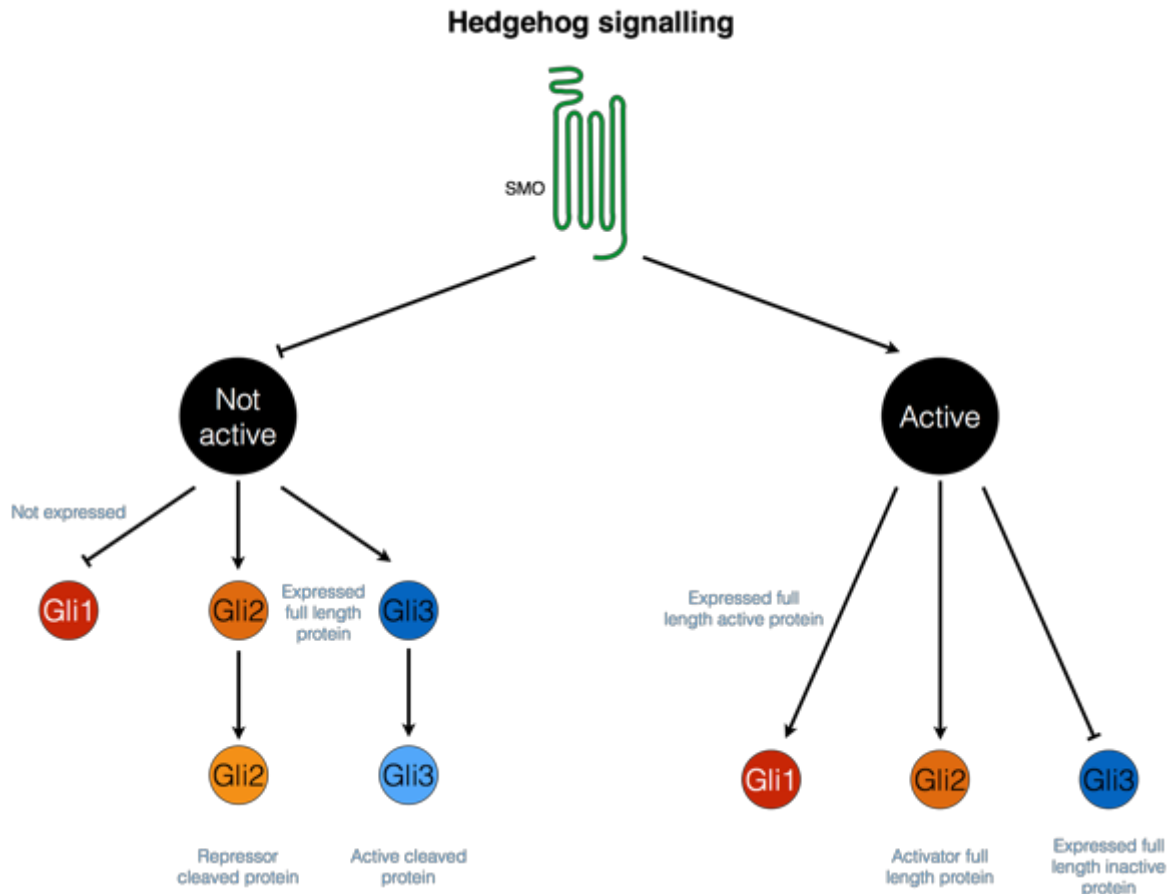 Hedgehog signalling
SMO
Not
active
Active
Not expressed
Gli1
Gli2
Expressed
full length
protein
Gli3
Expressed full
length active protein
Gli2
Gli3
Gli1
Gli2
Gli3
Repressor
cleaved protein
Active cleaved
protein
Activator full
length protein
Expressed full
length inactive
protein